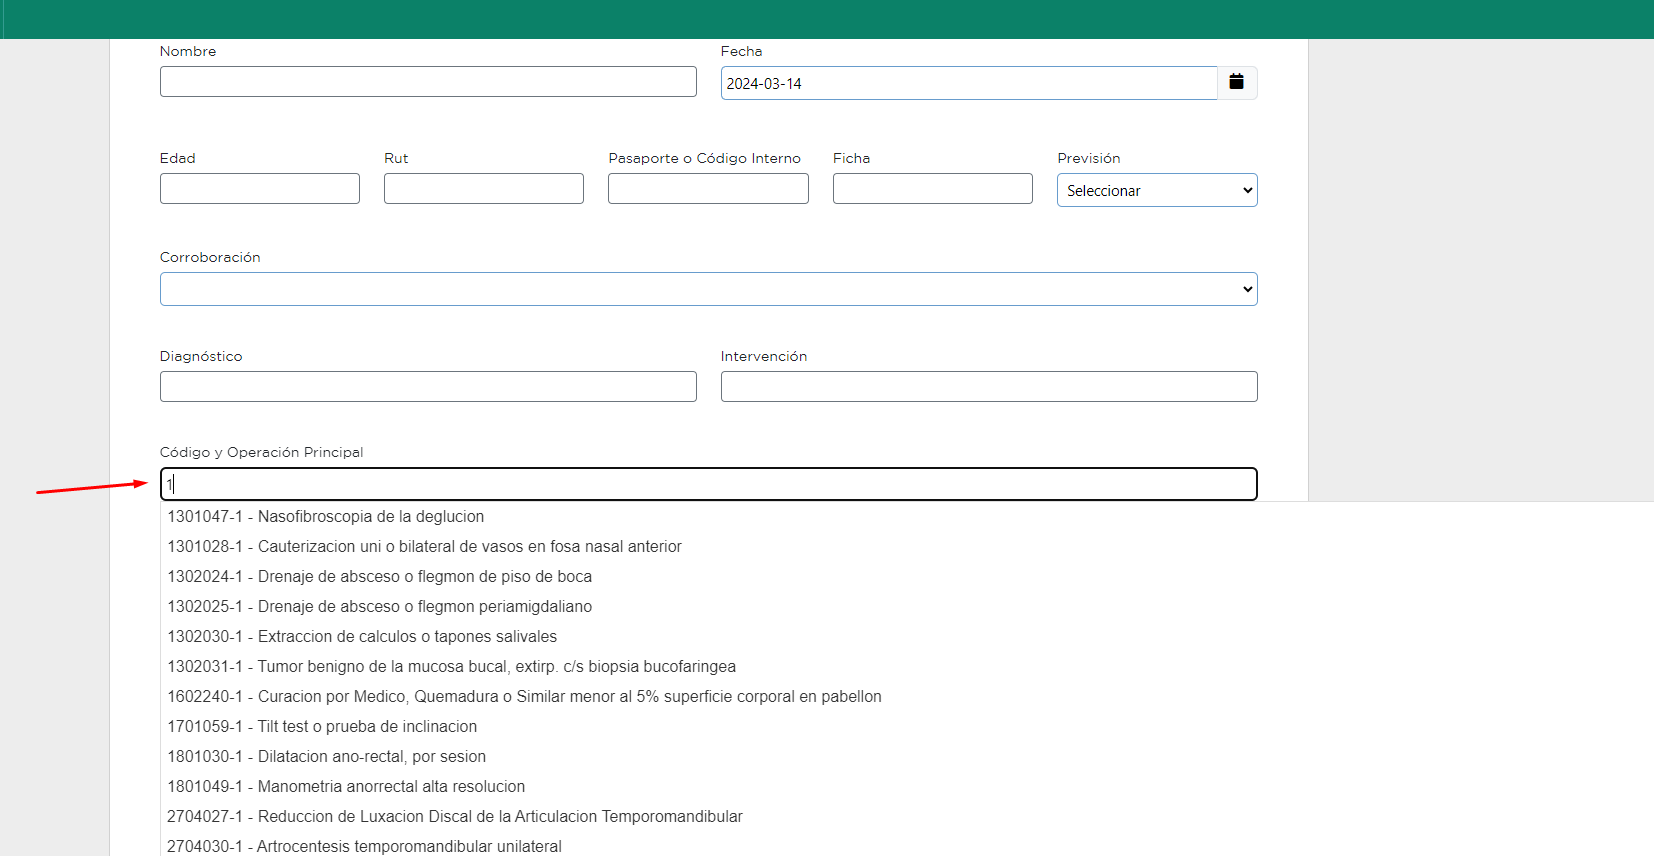 Nombre Fecha
2024-03-14
Edad Rut Pasaporte o Código Interno Ficha Previsión
Seleccionar
Corroboración
Diagnóstico Intervención
Código y Operación Principal
1
1301047-1 - Nasofibroscopia de la deglucion
1301028-1 - Cauterizacion uni o bilateral de vasos en fosa nasal anterior
1302024-1 - Drenaje de absceso o flegmon de piso de boca
1302025-1 - Drenaje de absceso o flegmon periamigdaliano
1302030-1 - Extraccion de calculos o tapones salivales
1302031-1 - Tumor benigno de la mucosa bucal, extirp. c/s biopsia bucofaringea
1602240-1 - Curacion por Medico, Quemadura o Similar menor al 5% superficie corporal en pabellon
1701059-1 - Tilt test o prueba de inclinacion
1801030-1 - Dilatacion ano-rectal, por sesion
1801049-1 - Manometria anorrectal alta resolucion
2704027-1 - Reduccion de Luxacion Discal de la Articulacion Temporomandibular
2704030-1 - Artrocentesis temporomandibular unilateral